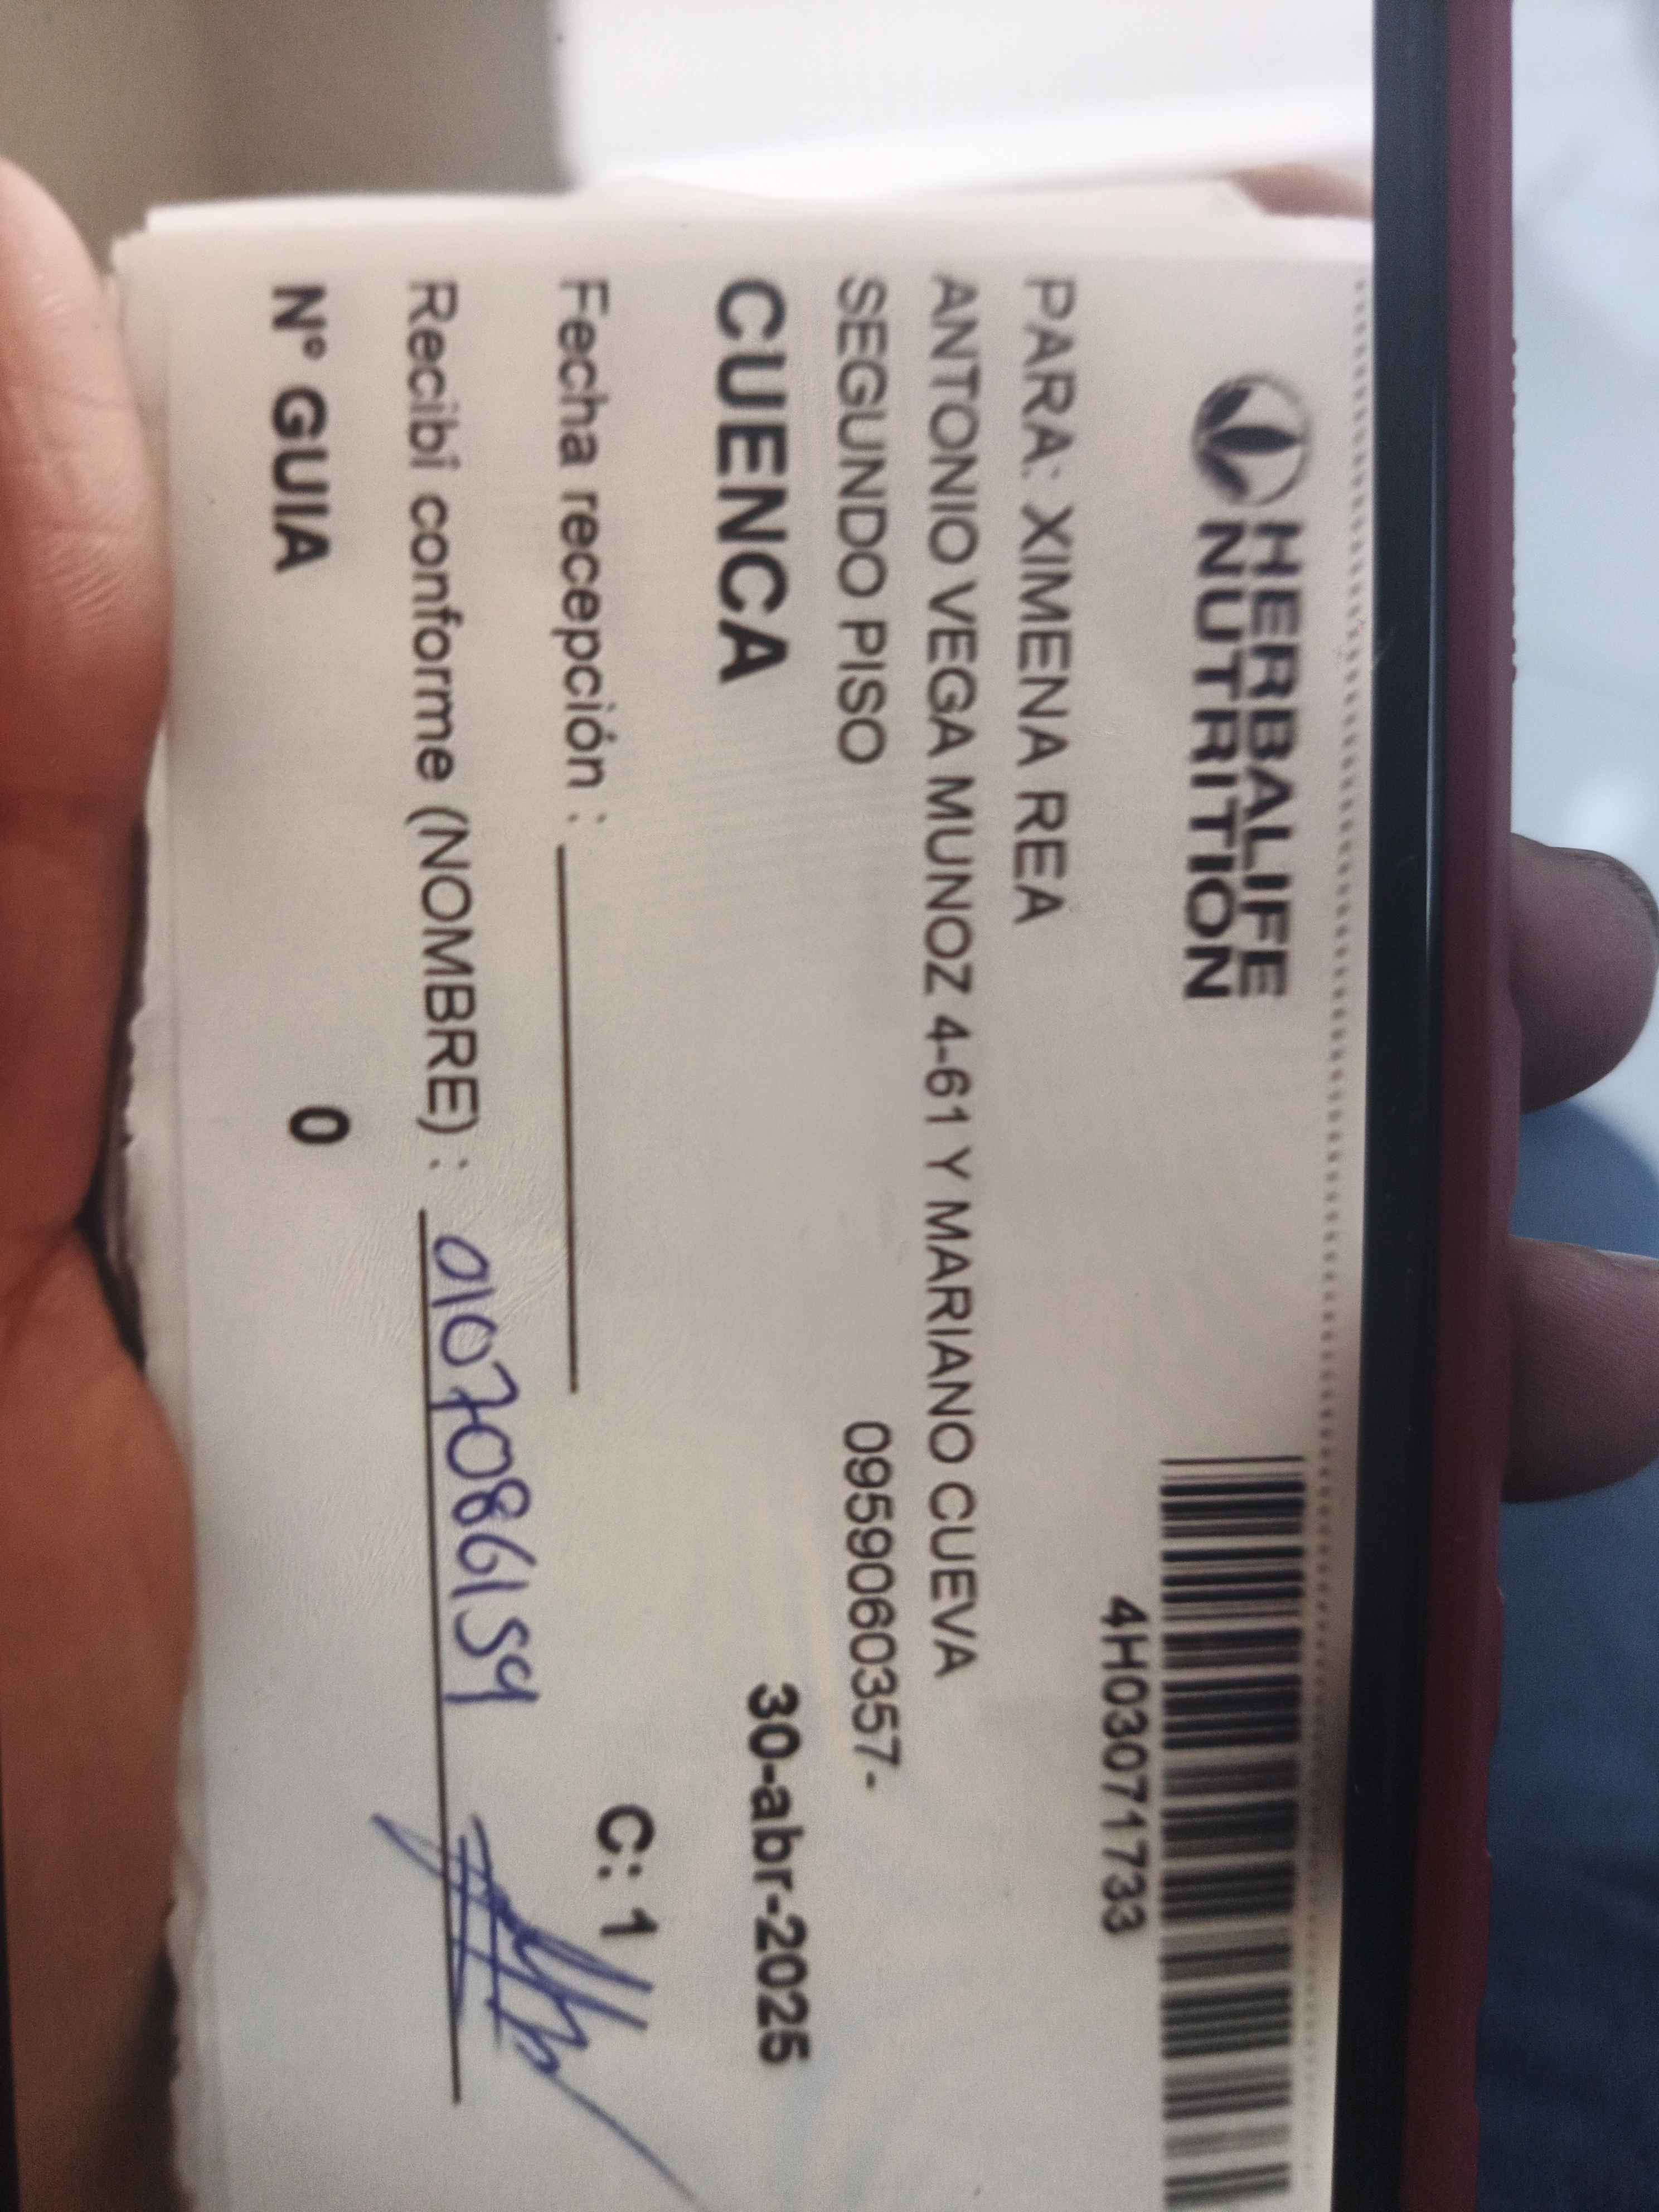 HERBALIFE
NUTRITION
4H03071733
PARA: XIMENA REA
ANTONIO VEGA MUNOZ 4-61 Y MARIANO CUEVA
SEGUNDO PISO 0959060357-
CUENCA 30-abr-2025
Fecha recepción : C: 1
Recibí conforme (NOMBRE) : 0107086159
N° GUIA 0